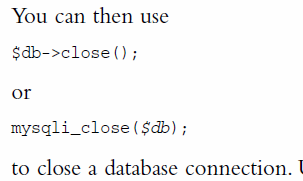 You can then use
$db->close();
or
mysqli_close($db);
to close a database connection. U